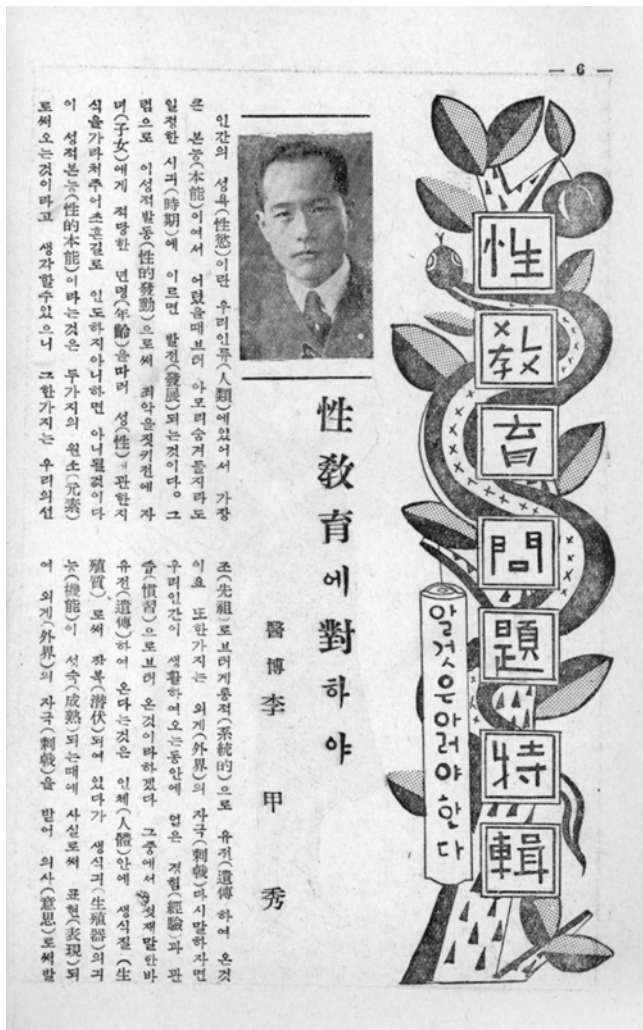 — 6 —
性敎育問題特輯
알것은아러야한다
性敎育에對하야
醫博 李甲秀
인간의 성욕(性慾)이란 우리인류(人類)에있어서 가장
큰 본능(本能)이여서 어렸을때브터 아모리숨겨둘지라도
일정한 시긔(時期)에 이르면 발전(發展)되는것이다。그
럼으로 이성적발동(性的發動)으로써 죄악을짓키전에 자
녀(子女)에게 적당한 년령(年齡)을따러 성(性) 관한지
식을가라처주어조흔길로 인도하지아니하면 아니될것이다
이 성적본능(性的本能)이라는것은 두가지의 원소(元素)
로써오는것이라고 생각할수있으니 그한가지는 우리의선
조(先祖)로브러게통적(系統的)으로 유전(遺傳 하여 온것
이요 또한가지는 외게(外界)의 자극(刺戟)다시말하자면
우리인간이 생활하여오는동안에 얻은 경험(經驗)과 관
습(慣習)으로브러 온것이라하겠다 그중에서 첫재말한바
유전(遺傳)하여 온다는것은 인체(人體)안에 생식질(生
殖質) 로써 잠복(潜伏)되여 있다가 생식긔(生殖器)의긔
능(機能)이 성숙(成熟)되는때에 사실로써 표현(表現)되
여 외게(外界)의 자극(刺戟)을 받어 의사(意思)로써발